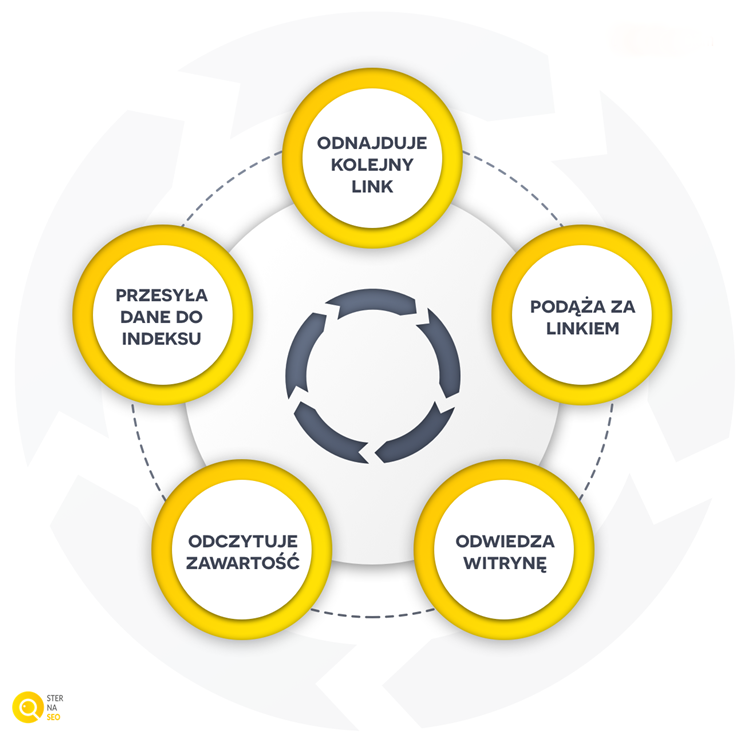 ODNAJDUJE
KOLEJNY
LINK
PODĄŻA ZA
LINKIEM
ODWIEDZA
WITRYNĘ
ODCZYTUJE
ZAWARTOŚĆ
PRZESYŁA
DANE DO
INDEKSU
STER
NA
SEO